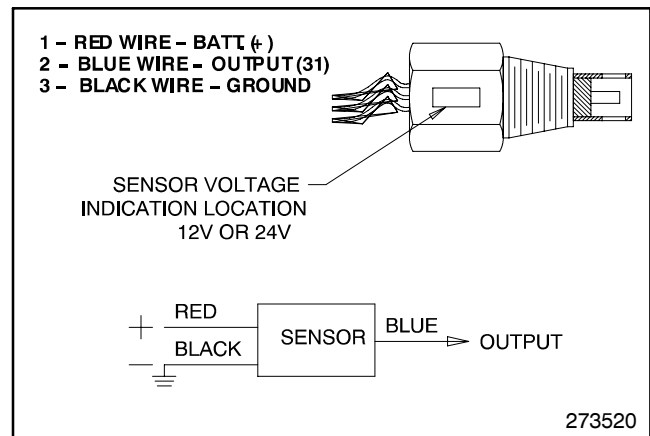 1 – RED WIRE – BATT. (+)
2 – BLUE WIRE – OUTPUT (31)
3 – BLACK WIRE – GROUND
SENSOR VOLTAGE
INDICATION LOCATION
12V OR 24V
+ RED
SENSOR
BLUE
OUTPUT
– BLACK
273520